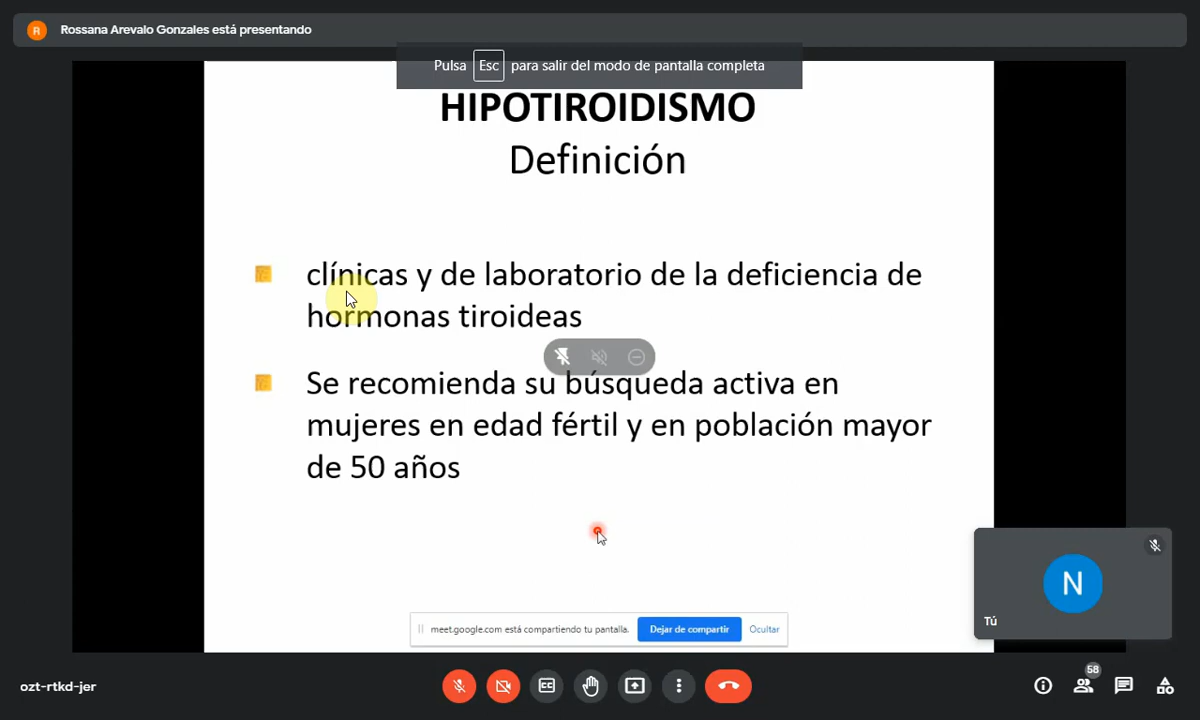 R Rossana Arevalo Gonzales está presentando
Pulsa Esc para salir del modo de pantalla completa
HIPOTIROIDISMO
Definición
clínicas y de laboratorio de la deficiencia de
hormonas tiroideas
Se recomienda su búsqueda activa en
mujeres en edad fértil y en población mayor
de 50 años
N
Tú
meet.google.com está compartiendo tu pantalla. Dejar de compartir Ocultar
ozt-rtkd-jer
58